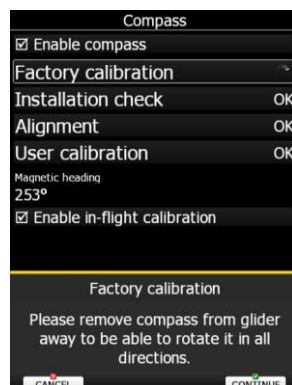 Compass
Enable compass
Factory calibration
Installation check OK
Alignment OK
User calibration OK
Magnetic heading
253°
Enable in-flight calibration
Factory calibration
Please remove compass from glider
away to be able to rotate it in all
directions.
CANCEL CONTINUE